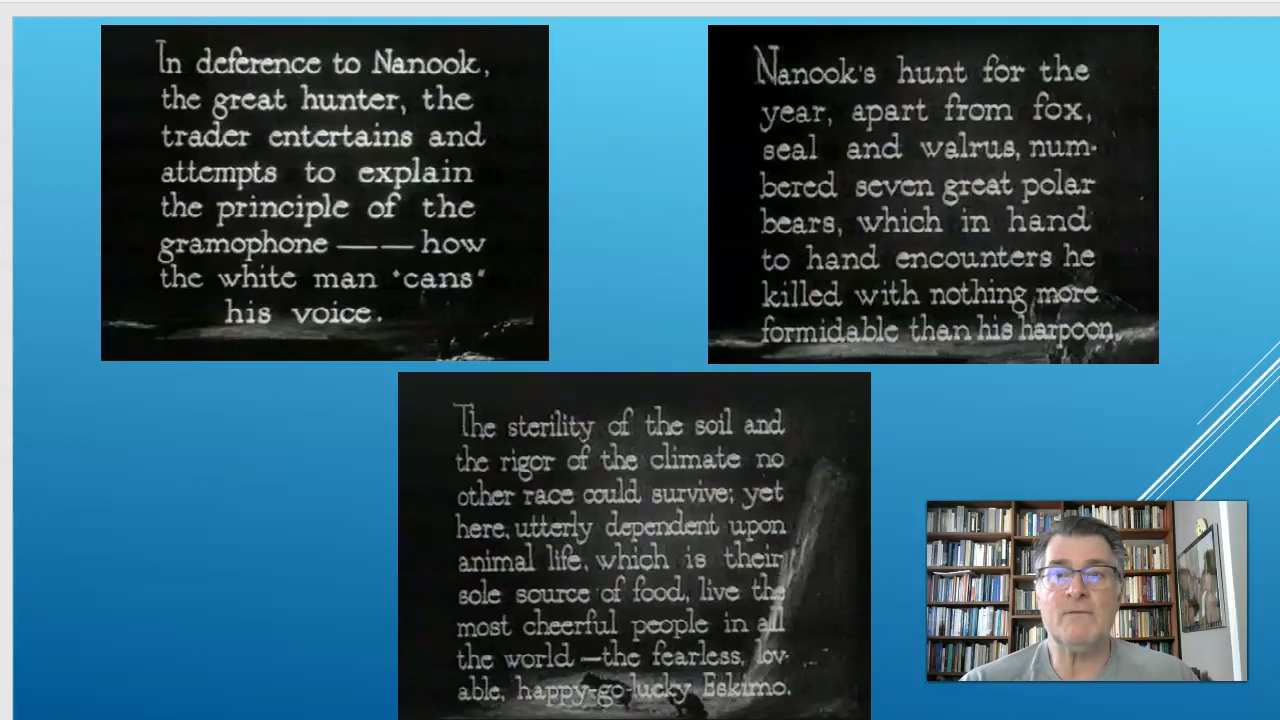 In deference to Nanook,
the great hunter, the
trader entertains and
attempts to explain
the principle of the
gramophone —— how
the white man "cans"
his voice.
Nanook's hunt for the
year, apart from fox,
seal and walrus, num-
bered seven great polar
bears, which in hand
to hand encounters he
killed with nothing more
formidable than his harpoon.
The sterility of the soil and
the rigor of the climate no
other race could survive; yet
here, utterly dependent upon
animal life, which is their
sole source of food, live the
most cheerful people in all
the world —the fearless, lov-
able, happy-go-lucky Eskimo.